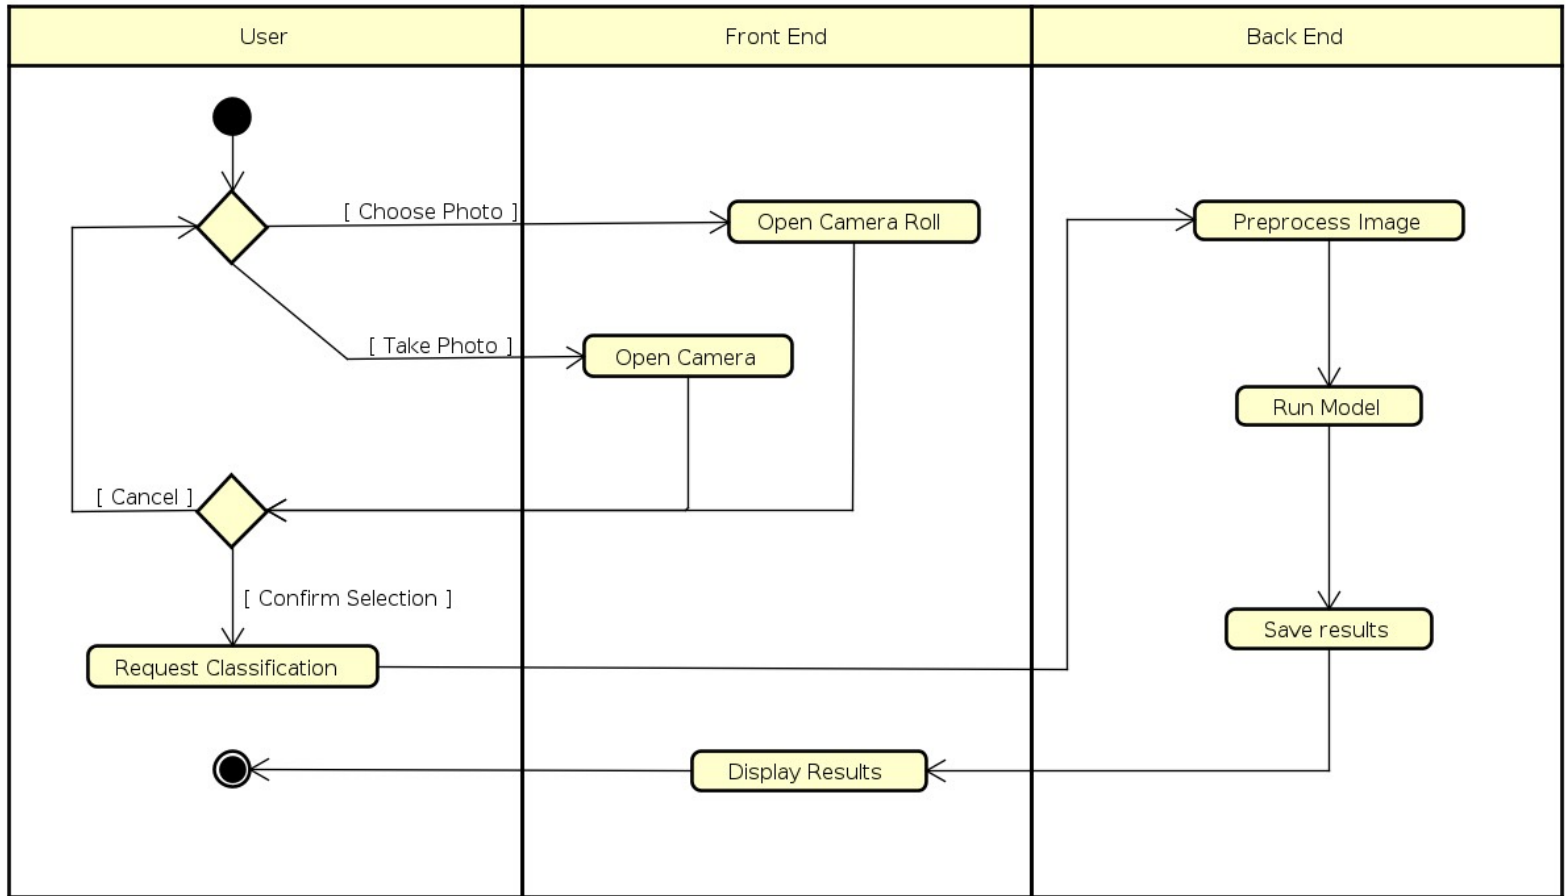 User
Front End
Back End
[ Choose Photo ]
Open Camera Roll
Preprocess Image
[ Take Photo ]
Open Camera
Run Model
[ Cancel ]
[ Confirm Selection ]
Save results
Request Classification
Display Results